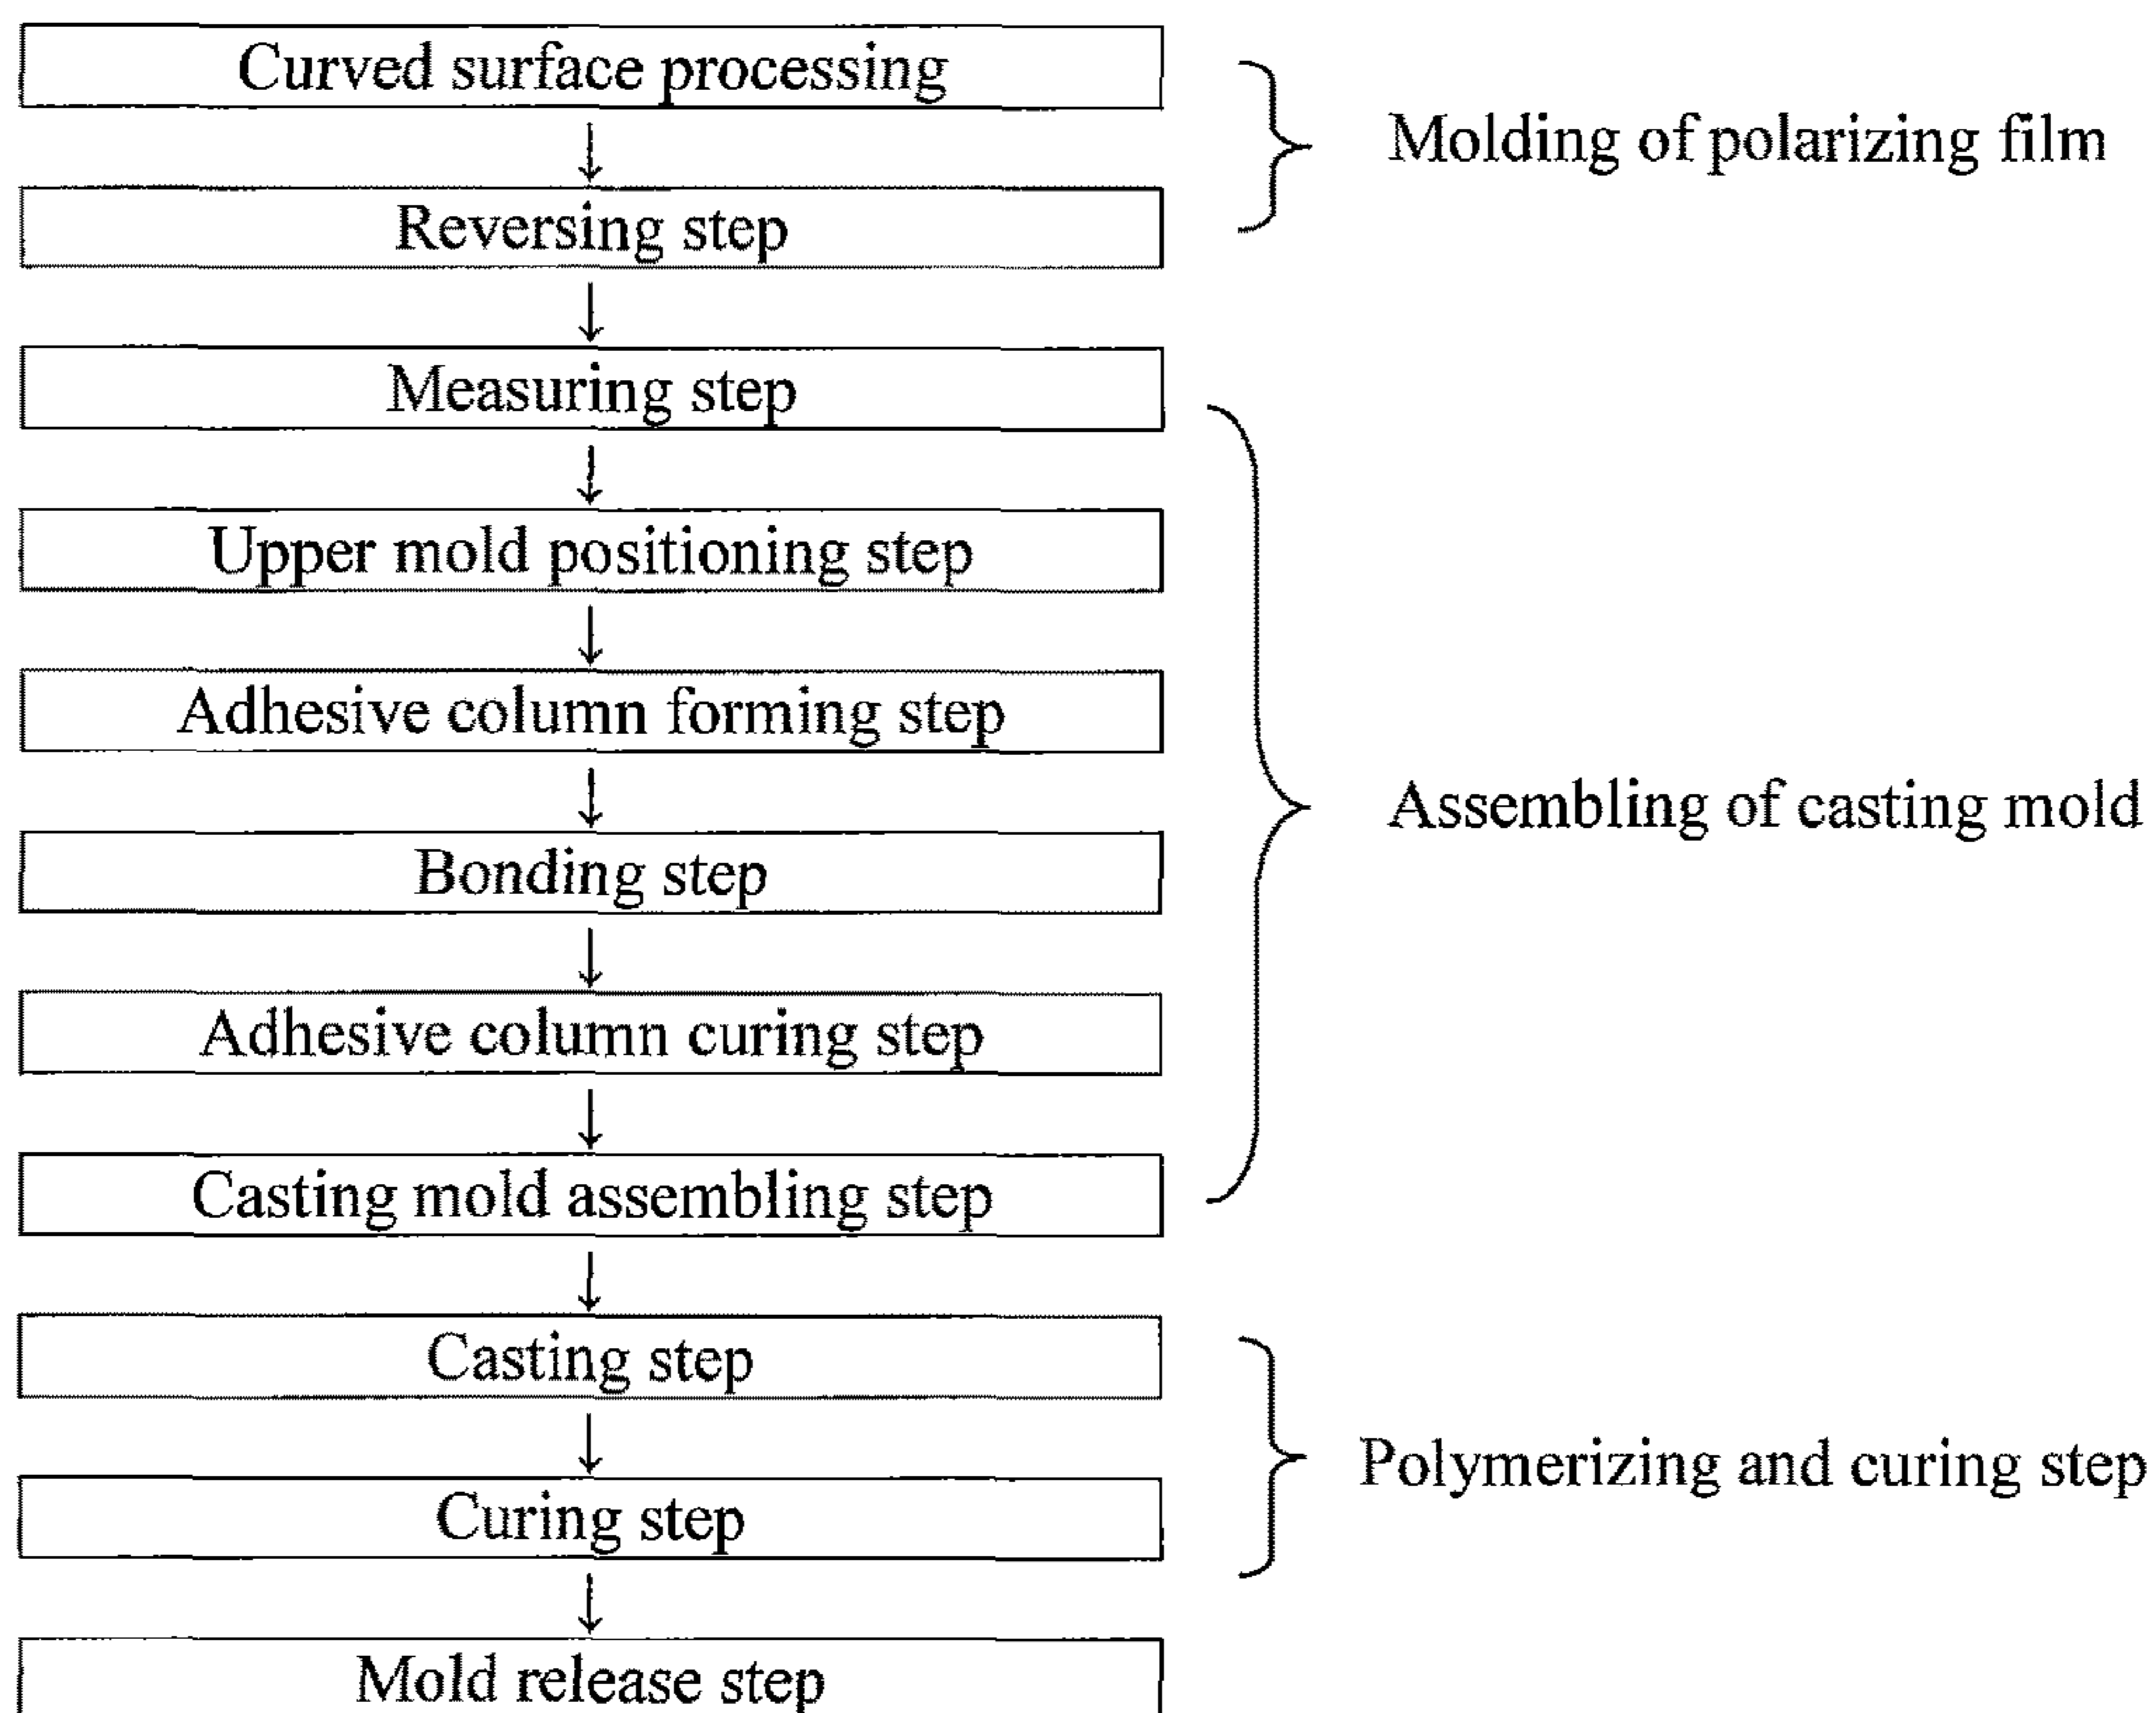 Curved surface processing
Molding of polarizing film
Reversing step
Measuring step
Upper mold positioning step
Adhesive column forming step
Assembling of casting mold
Bonding step
Adhesive column curing step
Casting mold assembling step
Casting step
Polymerizing and curing step
Curing step
Mold release step